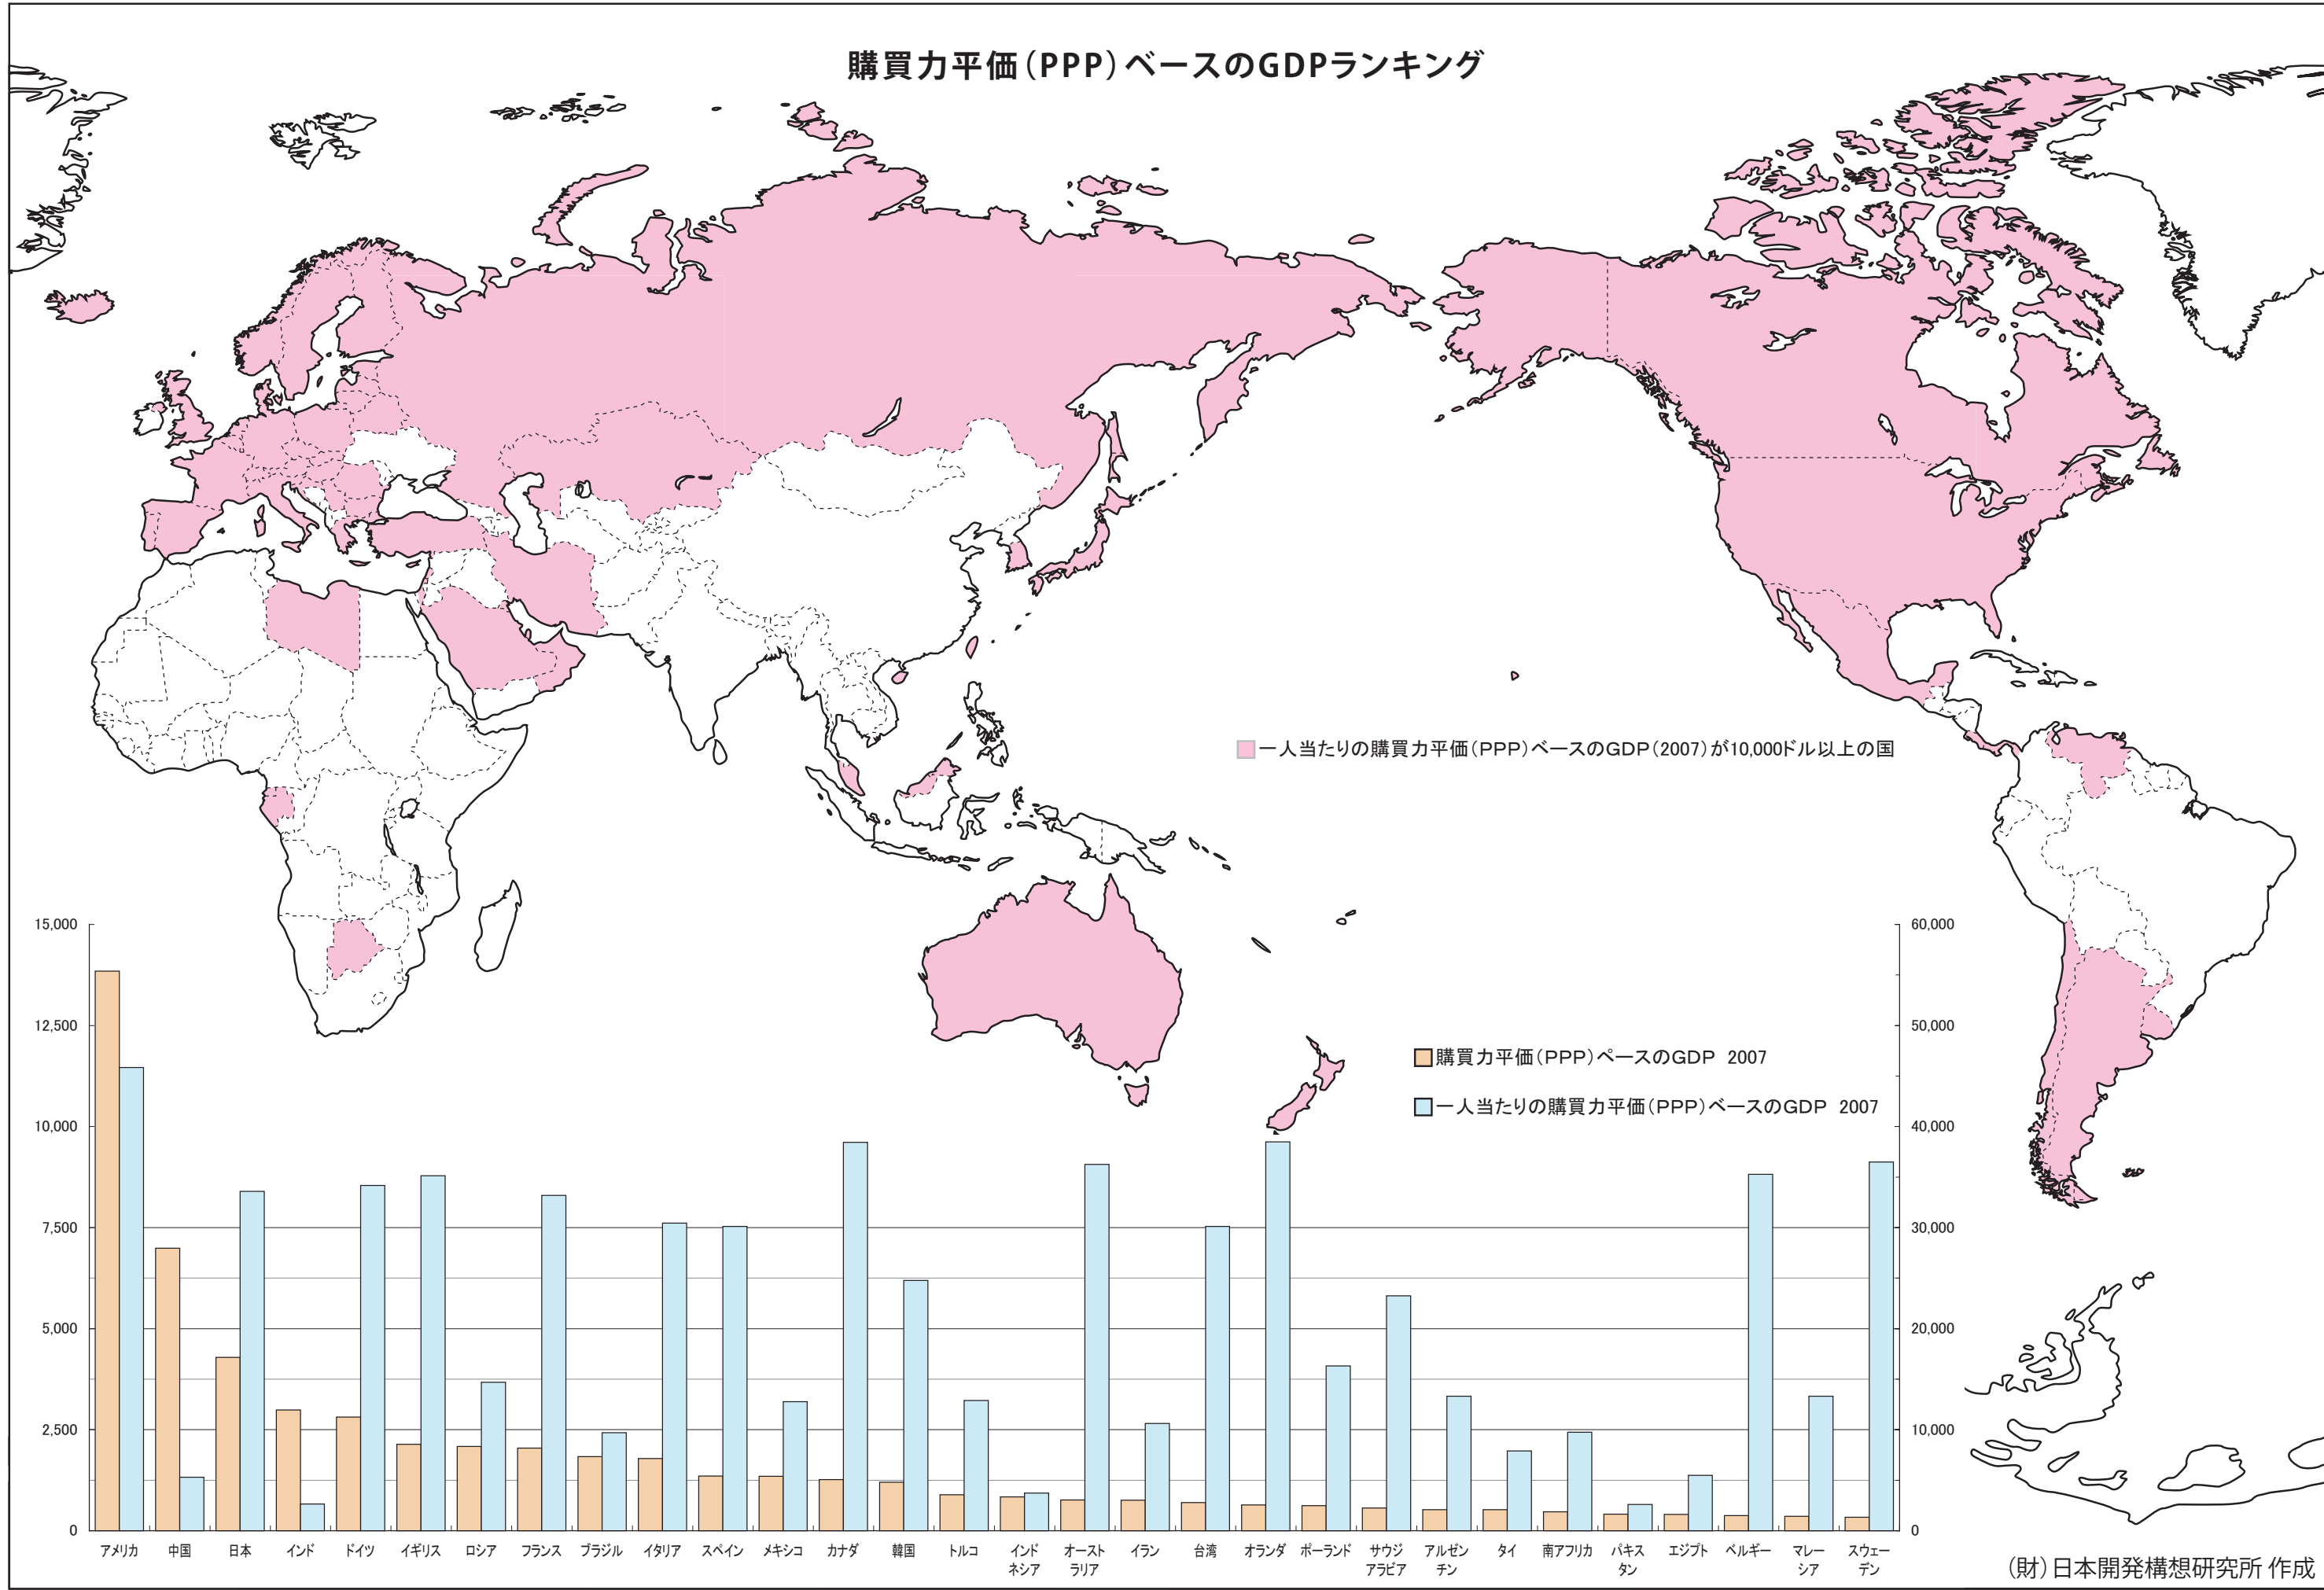 購買力平価（PPP）ベースのGDPランキング
一人当たりの購買力平価（PPP）ベースのGDP（2007）が10,000ドル以上の国
15,000
12,500
10,000
7,500
5,000
2,500
0
60,000
50,000
40,000
30,000
20,000
10,000
0
購買力平価（PPP）ペースのGDP 2007
一人当たりの購買力平価（PPP）ベースのGDP 2007
アメリカ
中国
日本
インド
ドイツ
イギリス
ロシア
フランス
ブラジル
イタリア
スペイン
メキシコ
カナダ
韓国
トルコ
インド
ネシア
オースト
ラリア
イラン
台湾
オランダ
ポーランド
サウジ
アラビア
アルゼン
チン
タイ
南アフリカ
パキス
タン
エジプト
ベルギー
マレー
シア
スウェー
デン
（財）日本開発構想研究所 作成